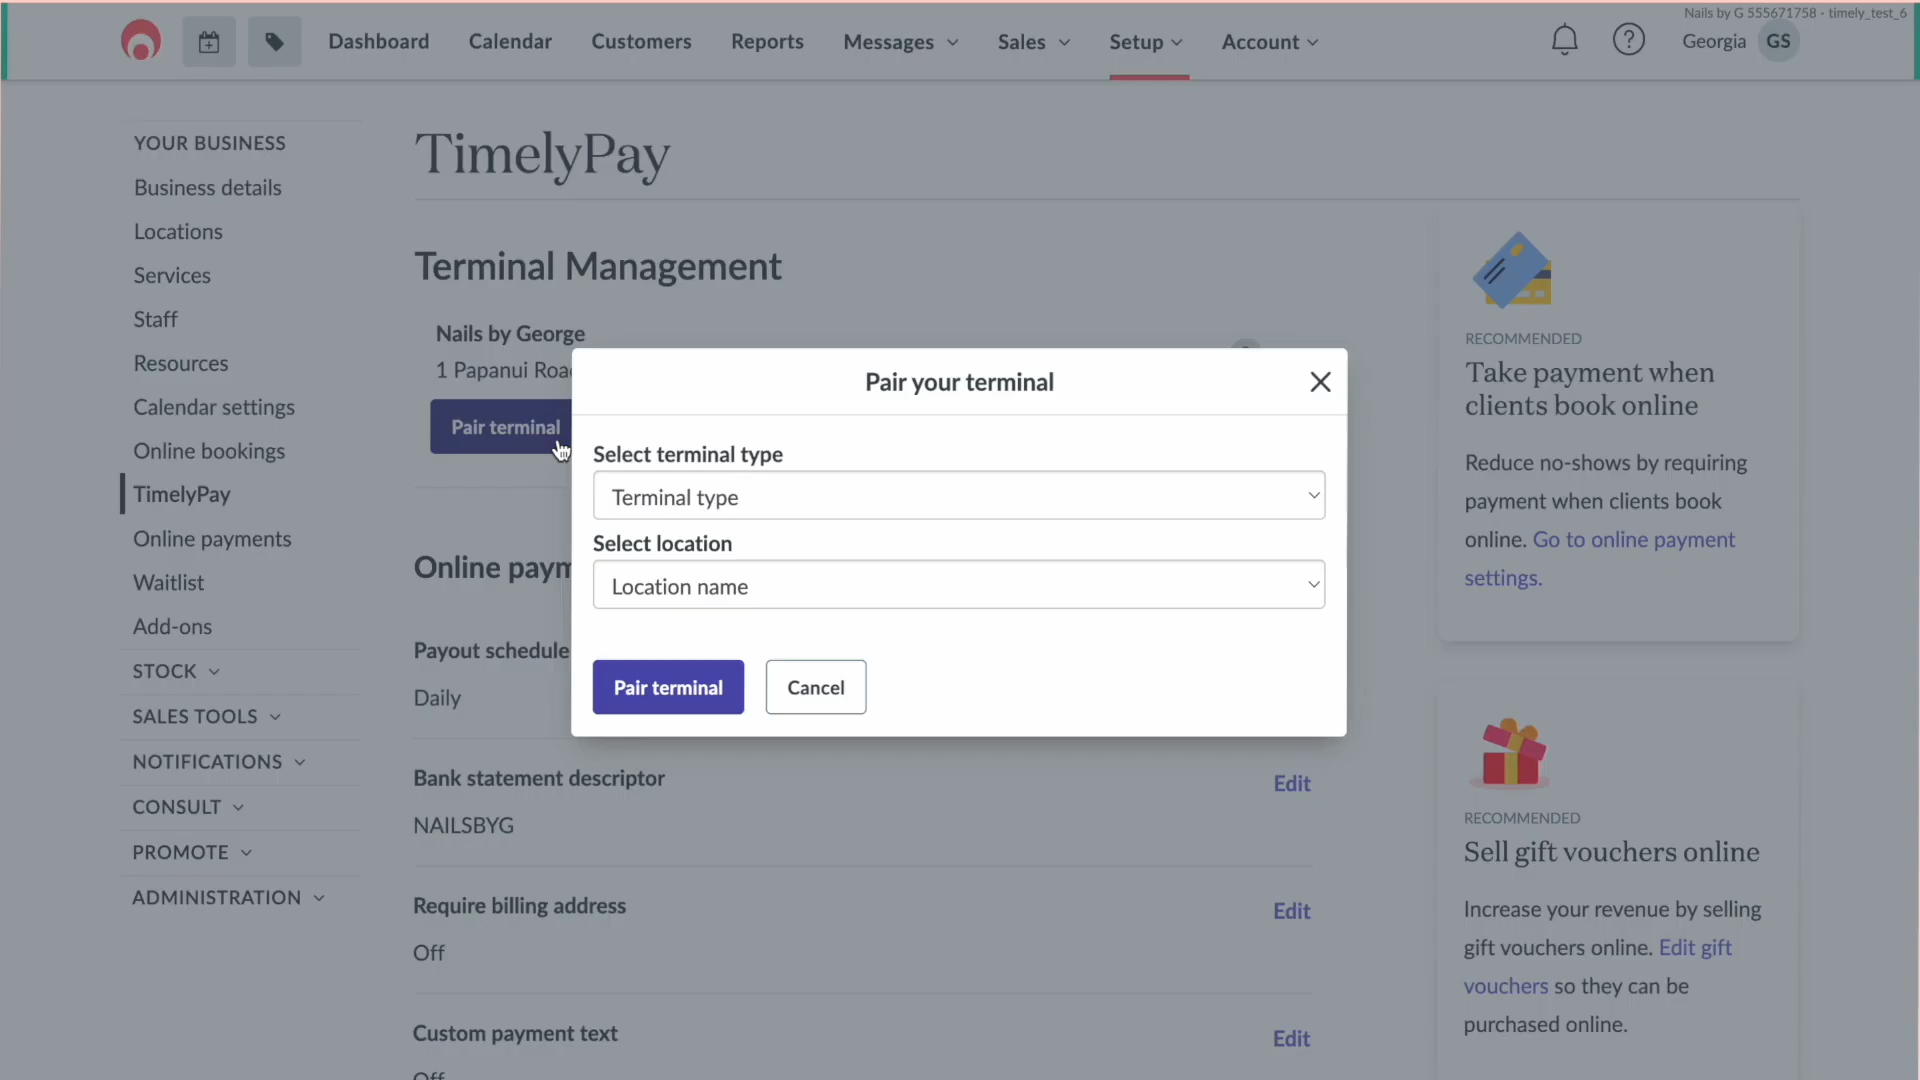 Nails by G 555671758 - timely_test_6
Dashboard
Calendar
Customers
Reports
Messages
Sales
Setup
Account
?
Georgia
GS
YOUR BUSINESS
Business details
Locations
Services
Staff
Resources
Calendar settings
Online bookings
TimelyPay
Online payments
Waitlist
Add-ons
STOCK
SALES TOOLS
NOTIFICATIONS
CONSULT
PROMOTE
ADMINISTRATION
TimelyPay
Terminal Management
Nails by George
1 Papanui
Pair terminal
Online
Payout schedule
Daily
Bank statement descriptor
Edit
NAILSBYG
Require billing address
Edit
Off
Custom payment text
Edit
Off
Pair your terminal
Select terminal type
Terminal type
Select location
Location name
Pair terminal
Cancel
RECOMMENDED
Take payment when
clients book online
Reduce no-shows by requiring
payment when clients book
online. Go to online payment
settings.
RECOMMENDED
Sell gift vouchers online
Increase your revenue by selling
gift vouchers online. Edit gift
vouchers so they can be
purchased online.